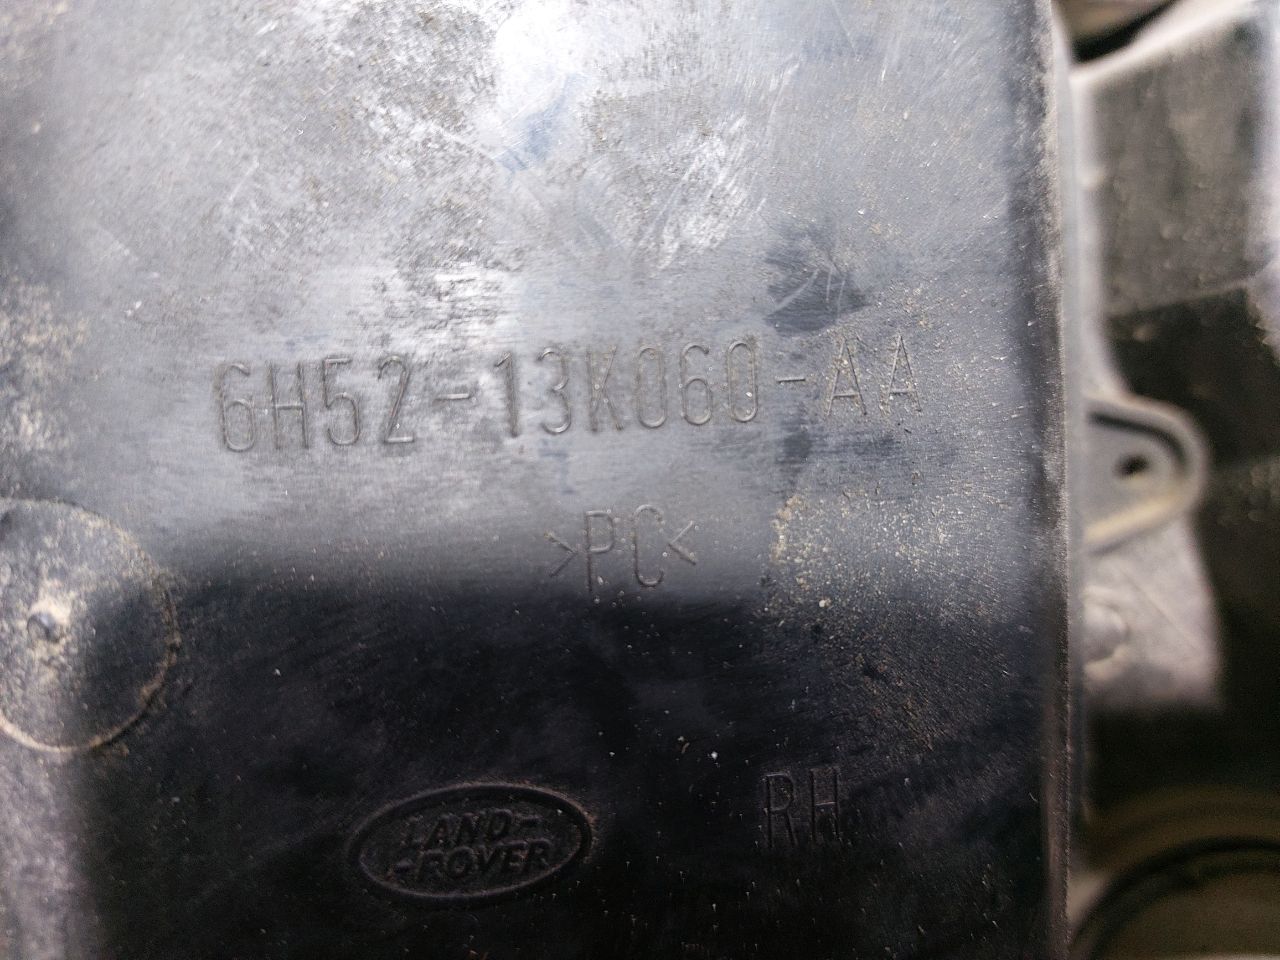 6H52-13K060-AA
>PC<
LAND-
-ROVER
RH